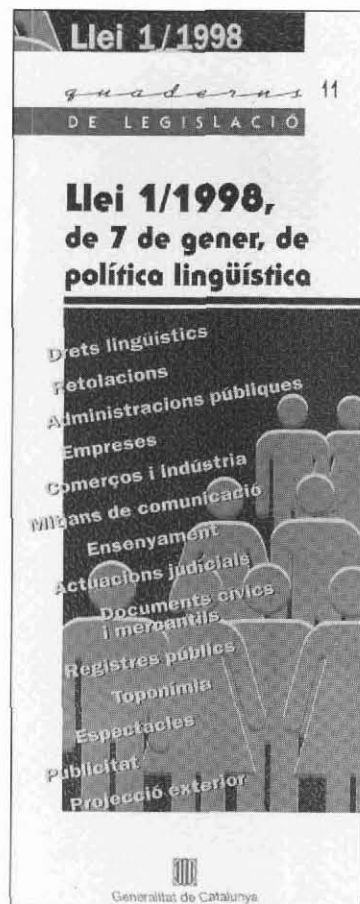 Llei 1/1998
quaderns 11
DE LEGISLACIÓ
Llei 1/1998,
de 7 de gener, de
política lingüística
Drets lingüístics
Retolacions
Administracions públiques
Empreses
Comerços i indústria
Mitjans de comunicació
Ensenyament
Actuacions judicials
Documents cívics
i mercantils
Registres públics
Toponímia
Espectacles
Publicitat
Projecció exterior
Generalitat de Catalunya